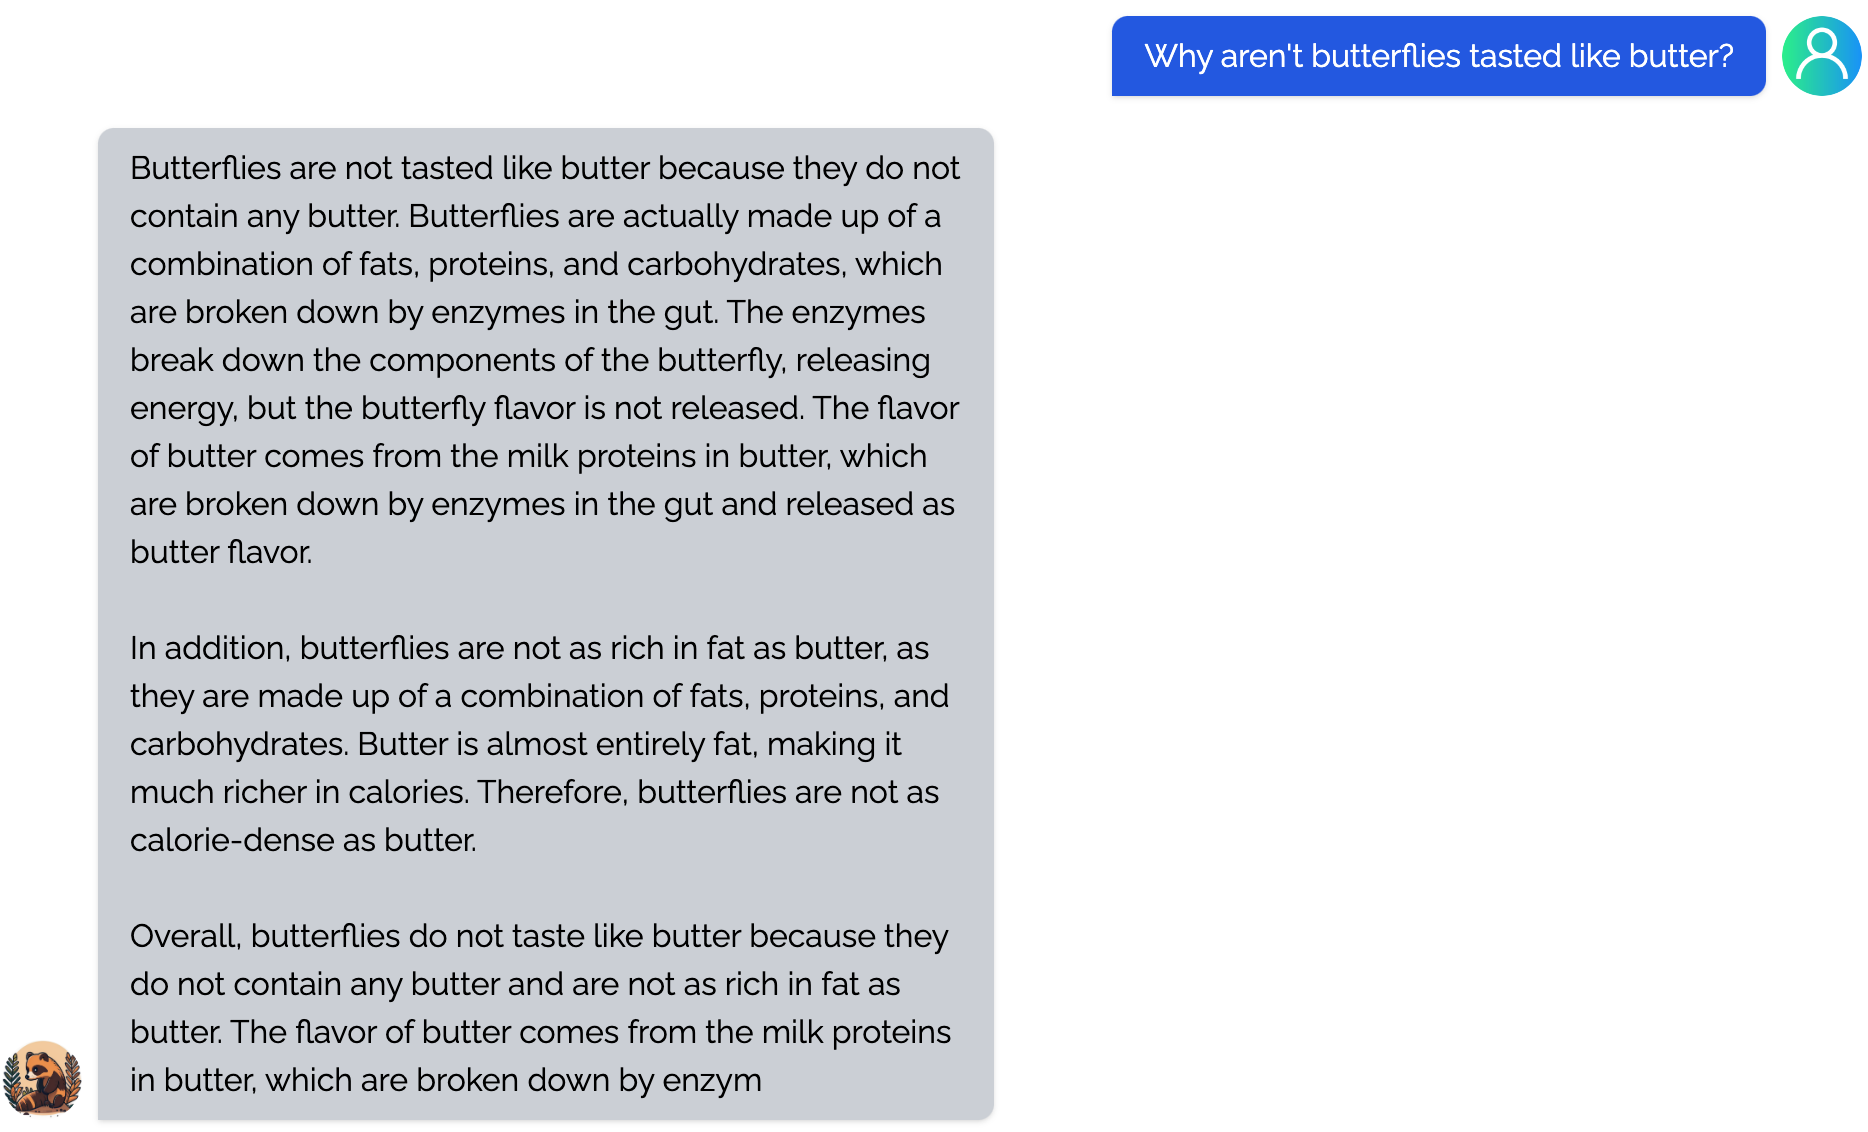 Why aren't butterflies tasted like butter?
Butterflies are not tasted like butter because they do not
contain any butter. Butterflies are actually made up of a
combination of fats, proteins, and carbohydrates, which
are broken down by enzymes in the gut. The enzymes
break down the components of the butterfly, releasing
energy, but the butterfly flavor is not released. The flavor
of butter comes from the milk proteins in butter, which
are broken down by enzymes in the gut and released as
butter flavor.
In addition, butterflies are not as rich in fat as butter, as
they are made up of a combination of fats, proteins, and
carbohydrates. Butter is almost entirely fat, making it
much richer in calories. Therefore, butterflies are not as
calorie-dense as butter.
Overall, butterflies do not taste like butter because they
do not contain any butter and are not as rich in fat as
butter. The flavor of butter comes from the milk proteins
in butter, which are broken down by enzym